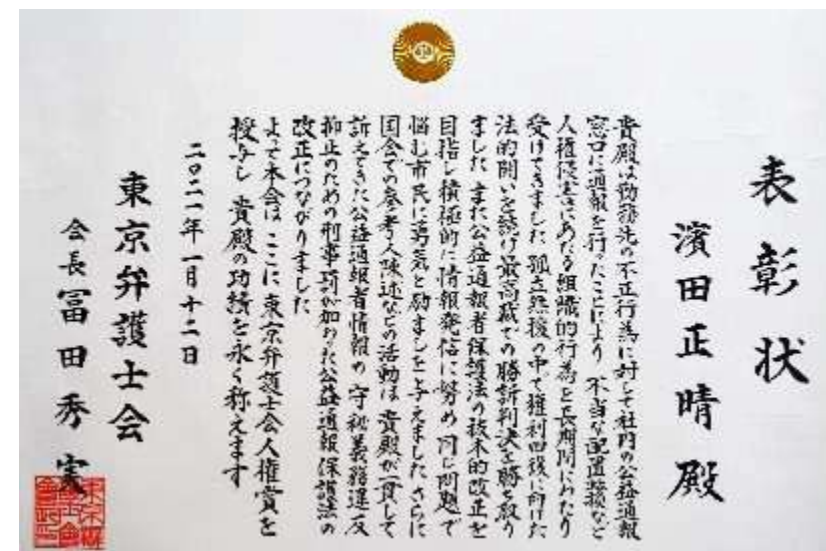 表彰状
濱田正晴殿
貴殿は勤務先の不正行為に対して社内の公益通報
窓口に通報を行ったことにより 不当な配置転換など
人権侵害にあたる組織的行為を長期間にわたり
受けてきました 孤立無援の中で権利回復に向けた
法的闘いを続け最高裁での勝訴判決を勝ち取り
ました また公益通報者保護法の抜本的改正を
目指し積極的に情報発信に努め 同じ問題で
悩む市民に勇気と励ましを与えました さらに
国会での参考人陳述などの活動は 貴殿が一貫して
訴えてきた公益通報者情報の 守秘義務違反
抑止のための刑事罰が加わった公益通報保護法の
改正につながりました
よって本会は ここに 東京弁護士会人権賞を
授与し 貴殿の功績を永く称えます
二〇二一年一月十二日
東京弁護士会
会長 冨田秀実